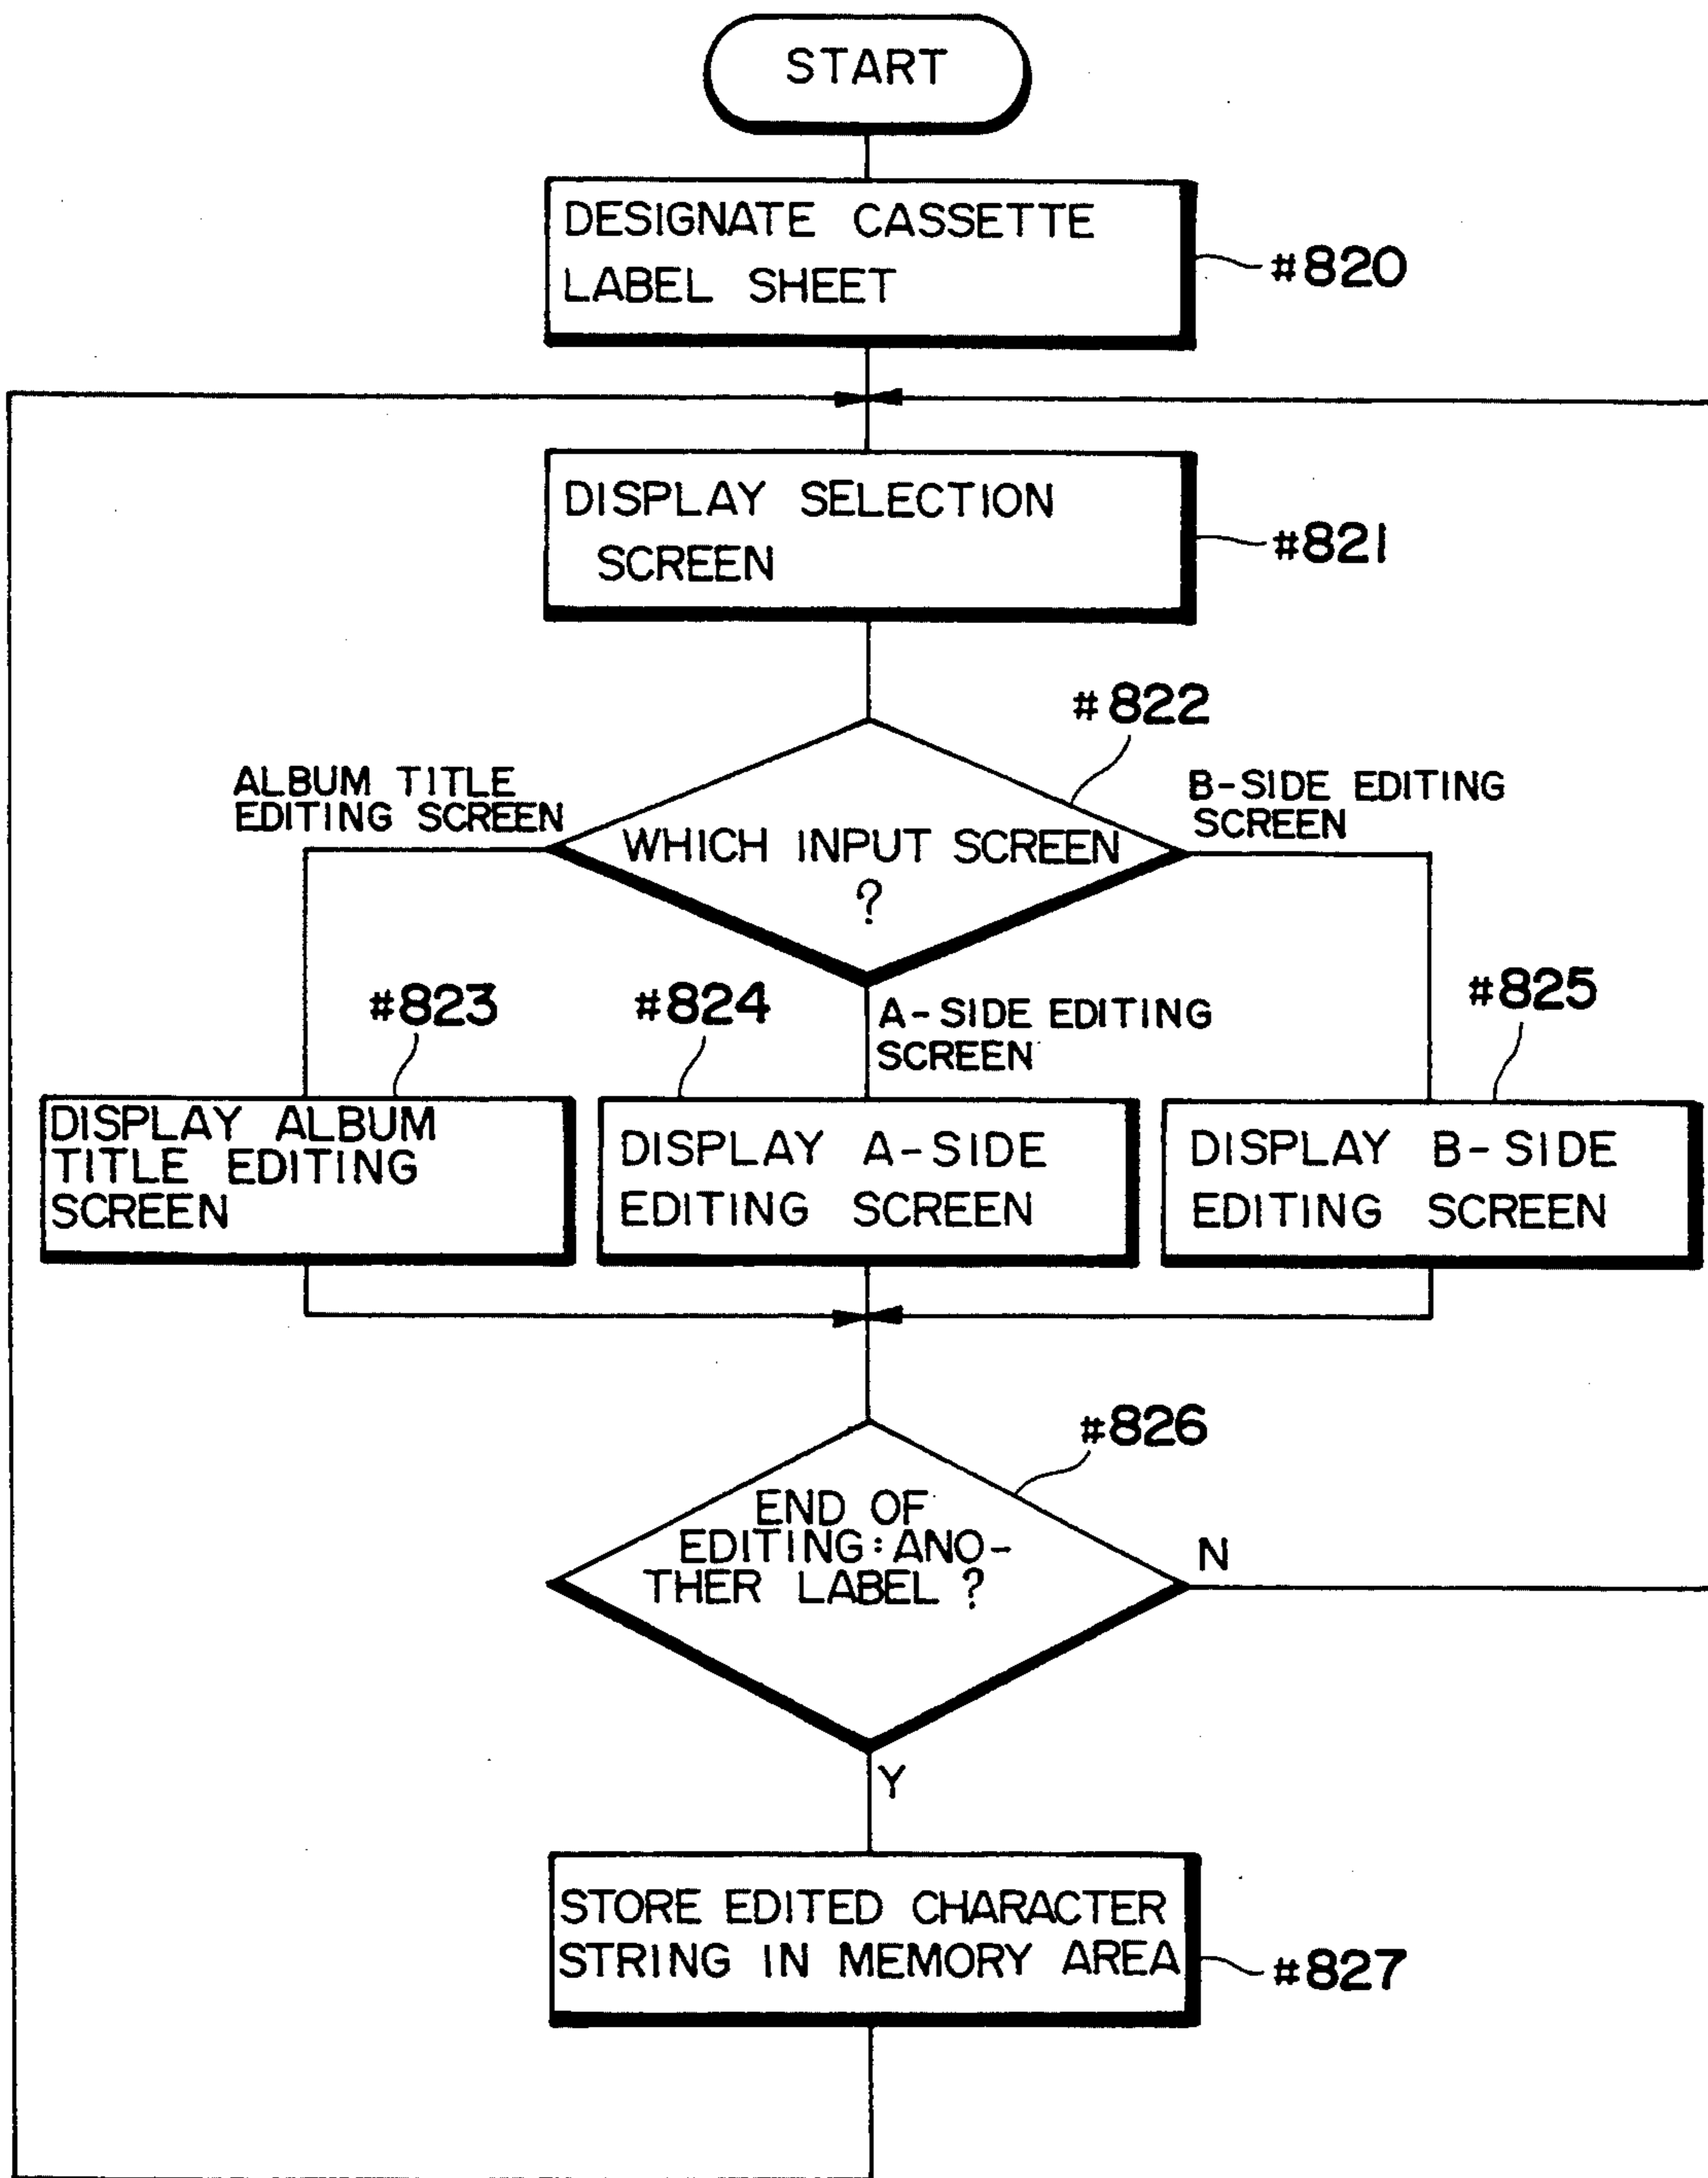 START
DESIGNATE CASSETTE
LABEL SHEET
#820
DISPLAY SELECTION
SCREEN
#821
#822
ALBUM TITLE
EDITING SCREEN
B-SIDE EDITING
SCREEN
WHICH INPUT SCREEN
?
#823
#824
A-SIDE EDITING
SCREEN
#825
DISPLAY ALBUM
TITLE EDITING
SCREEN
DISPLAY A-SIDE
EDITING SCREEN
DISPLAY B-SIDE
EDITING SCREEN
#826
END OF
EDITING:ANO-
THER LABEL ?
N
Y
STORE EDITED CHARACTER
STRING IN MEMORY AREA
#827